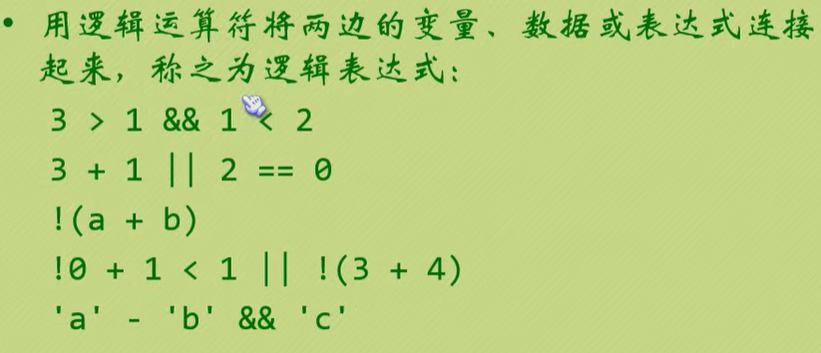 • 用逻辑运算符将两边的变量、数据或表达式连接
起来，称之为逻辑表达式：
3 > 1 && 1 < 2
3 + 1 || 2 == 0
!(a + b)
!0 + 1 < 1 || !(3 + 4)
'a' - 'b' && 'c'